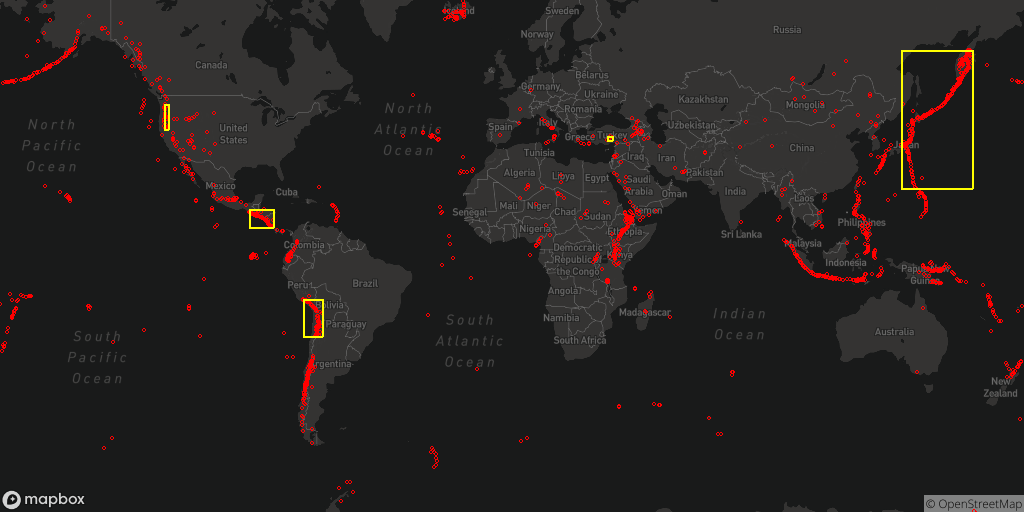 Iceland
Sweden
Norway
Russia
Canada
Belarus
Germany
Ukraine
Kazakhstan
Mongolia
Romania
North
Atlantic
Ocean
North
Pacific
Ocean
United
States
Spain
Italy
Greece
Turkey
Uzbekistan
China
Japan
Tunisia
Iraq
Iran
Algeria
Libya
Egypt
Saudi
Arabia
Pakistan
Oman
India
Mexico
Cuba
Laos
Senegal
Mali
Niger
Chad
Sudan
Yemen
Philippines
Nigeria
Ethiopia
Sri Lanka
Malaysia
Colombia
Democratic
Republic
the Congo
Kenya
Indonesia
Papua New
Guinea
Peru
Brazil
Angola
Bolivia
Paraguay
Namibia
Madagascar
South Africa
Indian
Ocean
South
Atlantic
Ocean
South
Pacific
Ocean
Australia
Argentina
New
Zealand
mapbox
© OpenStreetMap